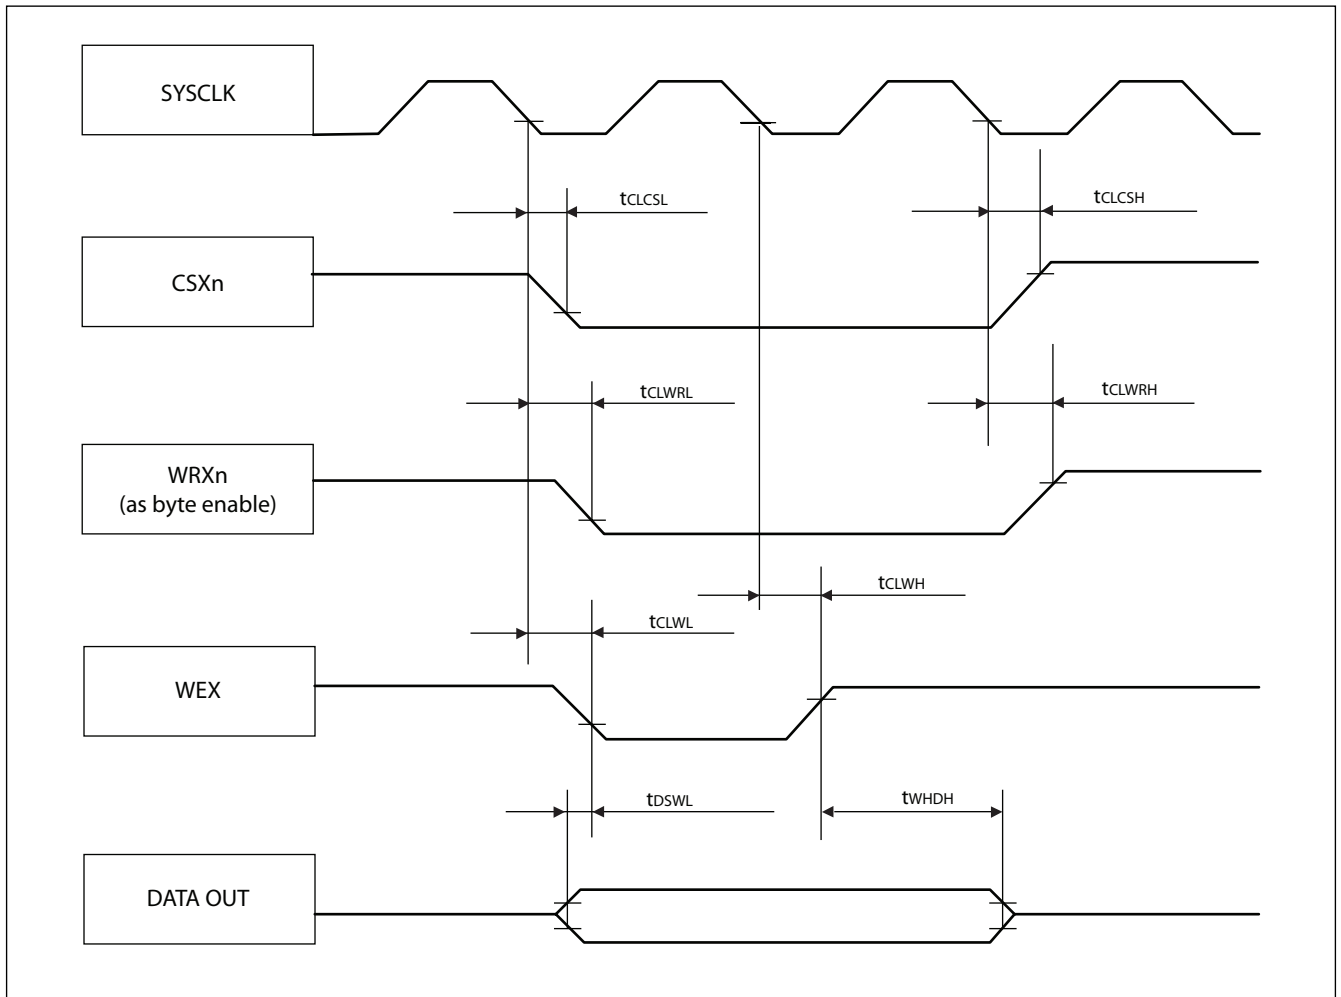 SYSCLK
tCLCSL
tCLCSH
CSXn
tCLWRL
tCLWRH
WRXn
(as byte enable)
tCLWH
tCLWL
WEX
tDSWL
tWHDH
DATA OUT